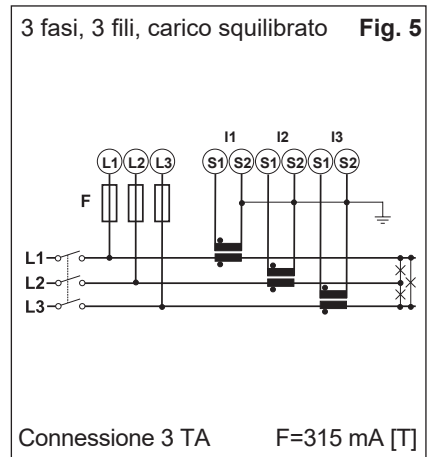 3 fasi, 3 fili, carico squilibrato Fig. 5
I1 I2 I3
L1 L2 L3 S1 S2 S1 S2 S1 S2
F
L1
L2
L3
Connessione 3 TA F=315 mA [T]